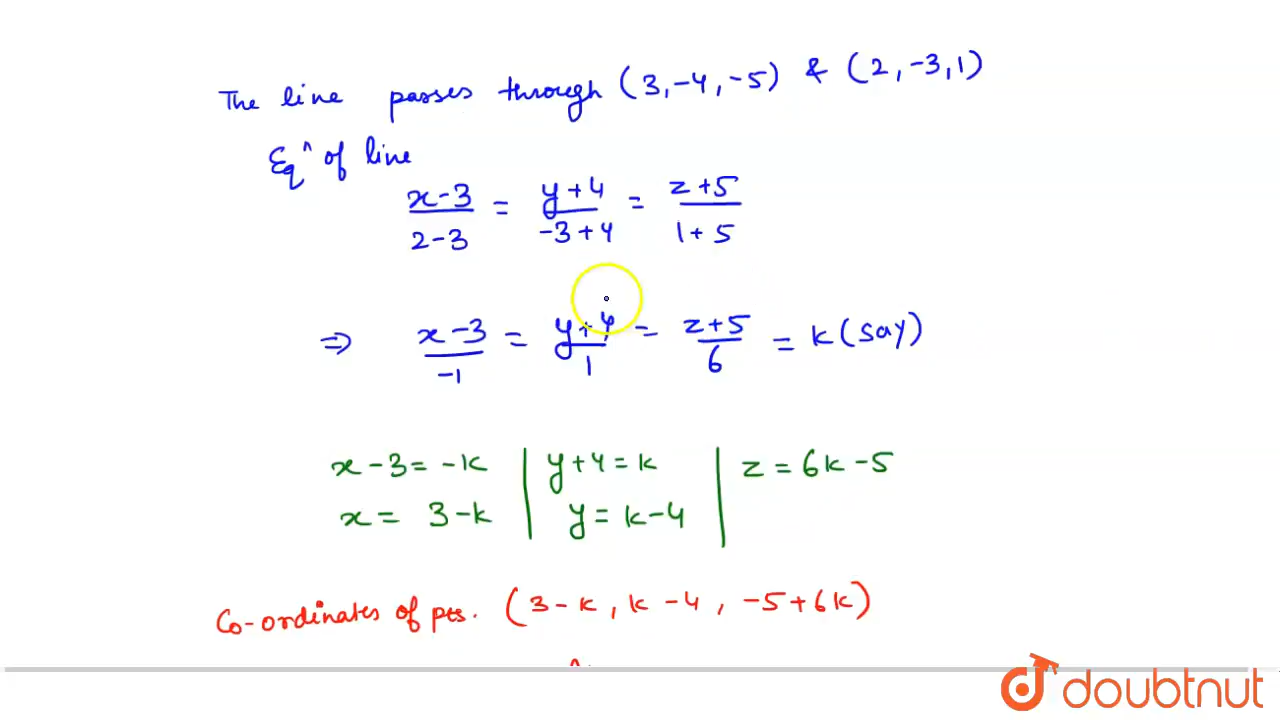 The line passes through (3,-4,-5) & (2,-3,1)
Eqⁿ of line
x-3/2-3 = y+4/-3+4 = z+5/1+5
⇒ x-3/-1 = y+4/1 = z+5/6 = k (say)
x-3 = -k | y+4 = k | z = 6k-5
x = 3-k | y = k-4 |
Co-ordinates of pts. (3-k, k-4, -5+6k)
doubtnut